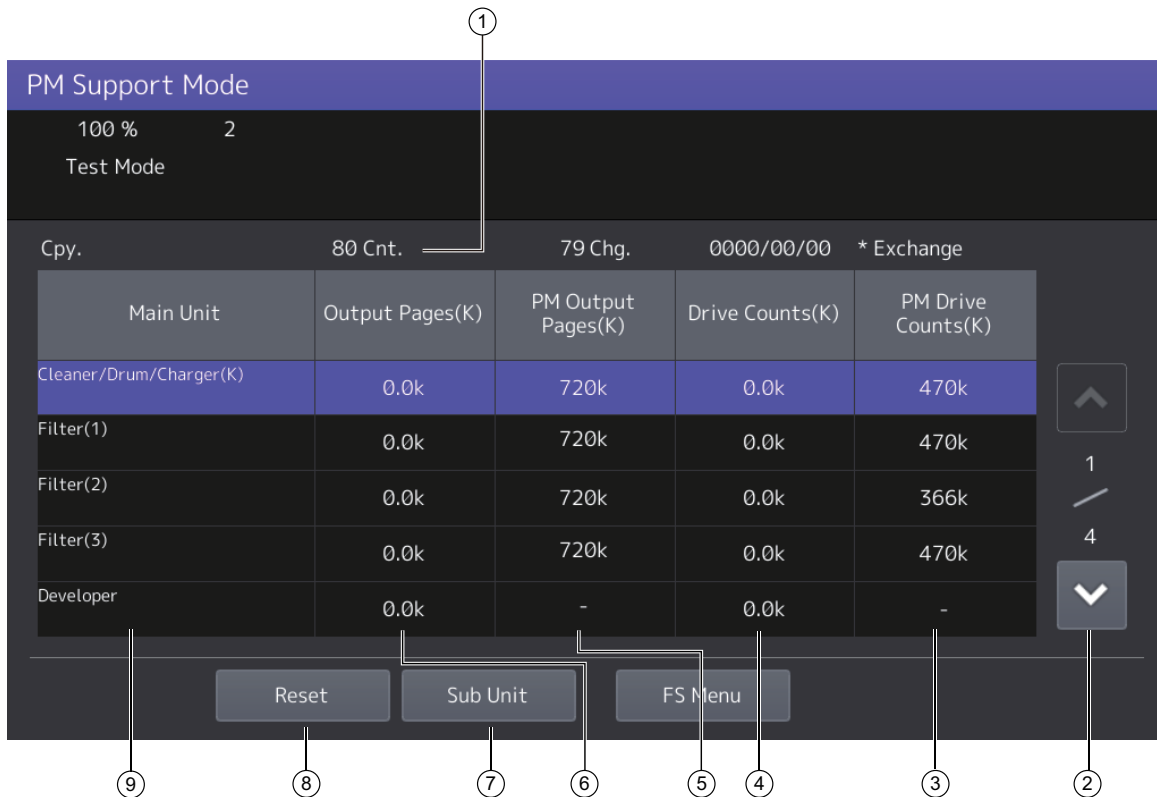 1
PM Support Mode
100 % 2
Test Mode
Cpy. 80 Cnt. 79 Chg. 0000/00/00 * Exchange
Main Unit Output Pages(K) PM Output Pages(K) Drive Counts(K) PM Drive Counts(K)
Cleaner/Drum/Charger(K) 0.0k 720k 0.0k 470k
Filter(1) 0.0k 720k 0.0k 470k
Filter(2) 0.0k 720k 0.0k 366k
Filter(3) 0.0k 720k 0.0k 470k
Developer 0.0k - 0.0k -
1
/
4
Reset Sub Unit FS Menu
9 8 7 6 5 4 3 2